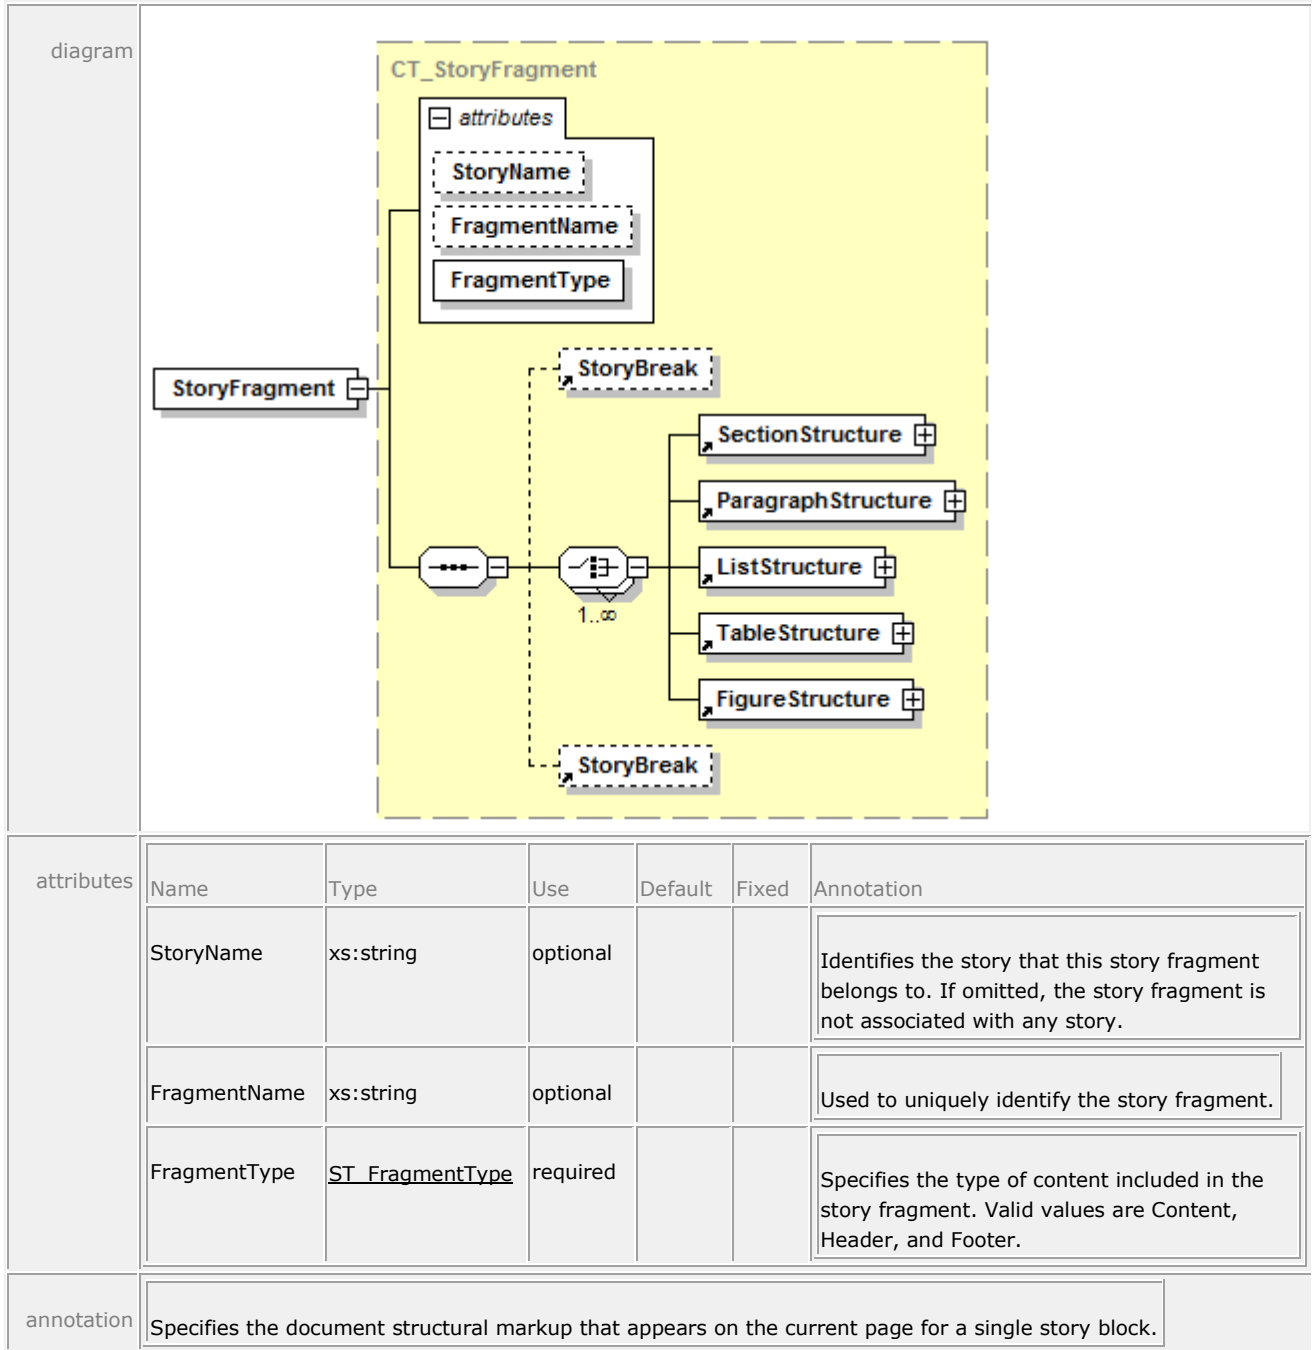 diagram
CT_StoryFragment
attributes
StoryName
FragmentName
FragmentType
StoryBreak
StoryFragment
SectionStructure
ParagraphStructure
ListStructure
1..∞
TableStructure
FigureStructure
StoryBreak
attributes
Name Type Use Default Fixed Annotation
StoryName xs:string optional
Identifies the story that this story fragment
belongs to. If omitted, the story fragment is
not associated with any story.
FragmentName xs:string optional
Used to uniquely identify the story fragment.
FragmentType ST_FragmentType required
Specifies the type of content included in the
story fragment. Valid values are Content,
Header, and Footer.
annotation
Specifies the document structural markup that appears on the current page for a single story block.